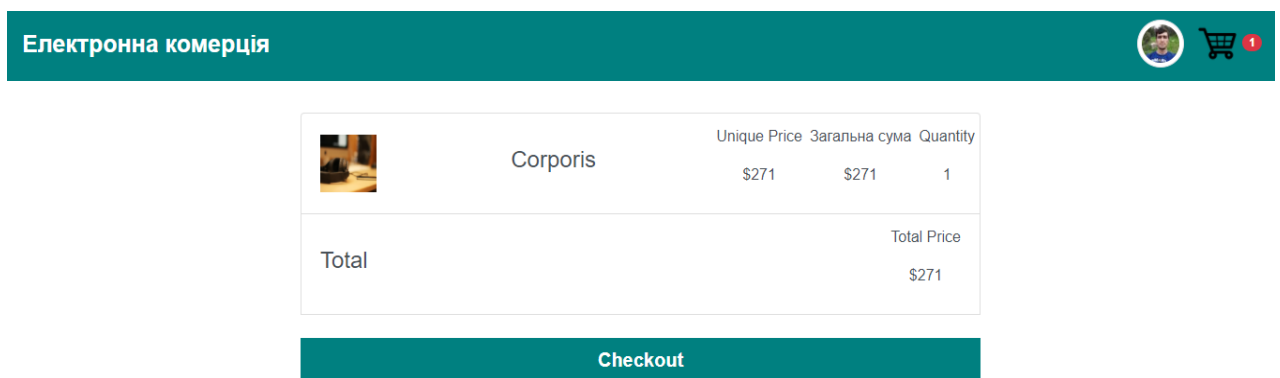 Електронна комерція
1
Unique Price Загальна сума Quantity
Corporis
$271 $271 1
Total Price
Total
$271
Checkout